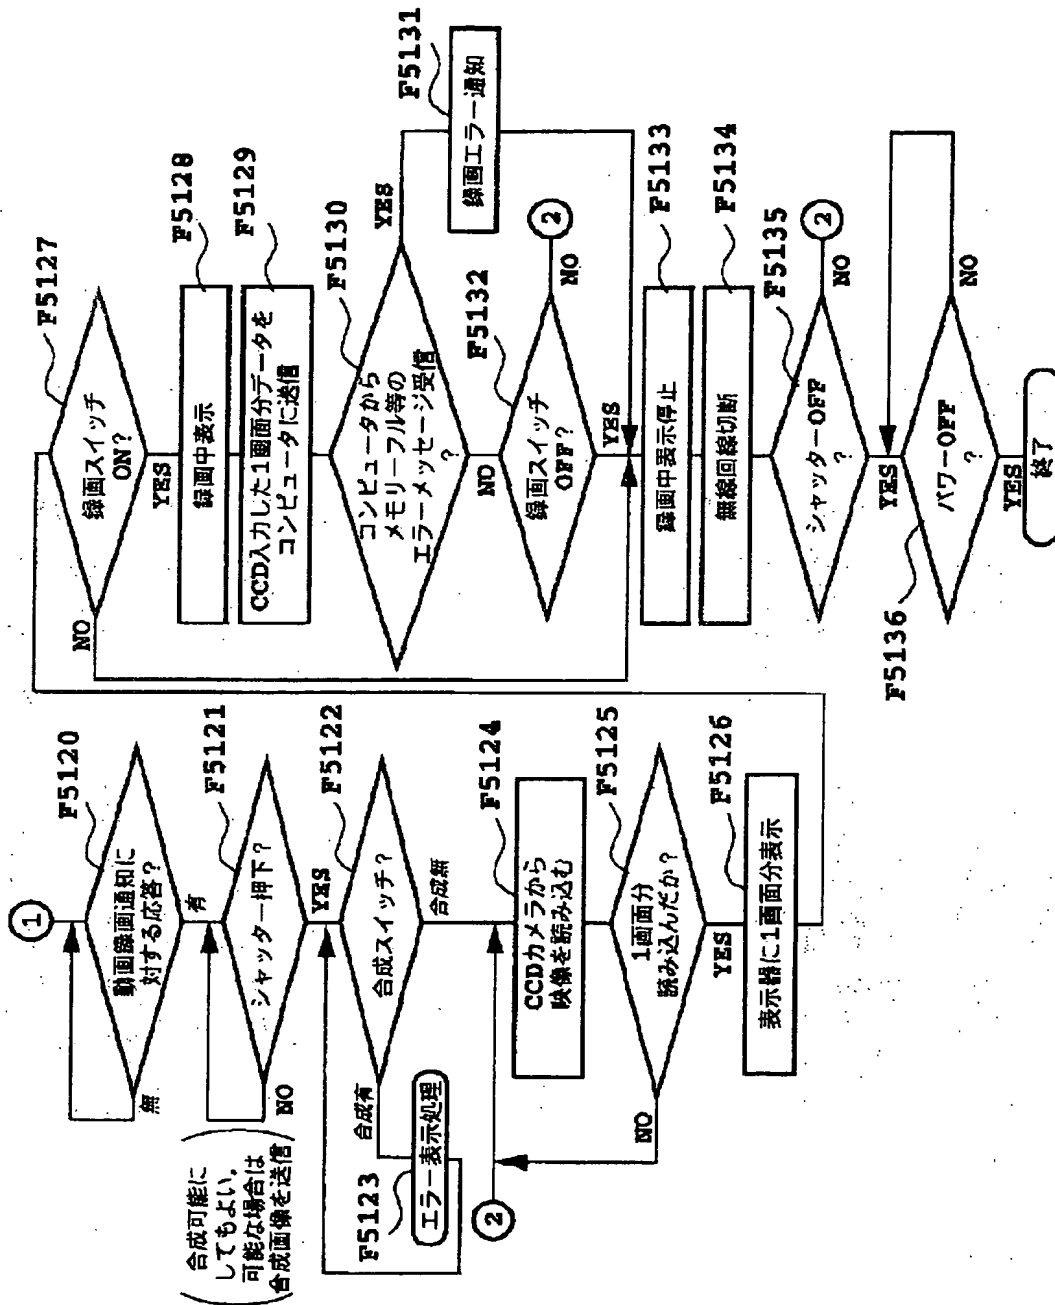 1
F5120
動画録画通知に
対する応答?
無
有
F5121
シャッター押下?
NO
YES
F5122
合成スイッチ?
合成有
合成無
F5123
エラー表示処理
(合成可能に
してもよい。
可能な場合は
合成画像を送信)
2
F5124
CCDカメラから
映像を読み込む
F5125
1画面分
読み込んだか?
NO
YES
F5126
表示器に1画面分表示
F5127
録画スイッチ
ON?
NO
YES
F5128
録画中表示
F5129
CCD入力した1画面分データを
コンピュータに送信
F5130
コンピュータから
メモリーフル等の
エラーメッセージ受信
?
YES
NO
F5131
録画エラー通知
F5132
録画スイッチ
OFF?
NO
2
YES
F5133
録画中表示停止
F5134
無線回線切断
F5135
シャッターOFF
?
NO
2
YES
F5136
パワーOFF
?
NO
YES
終了